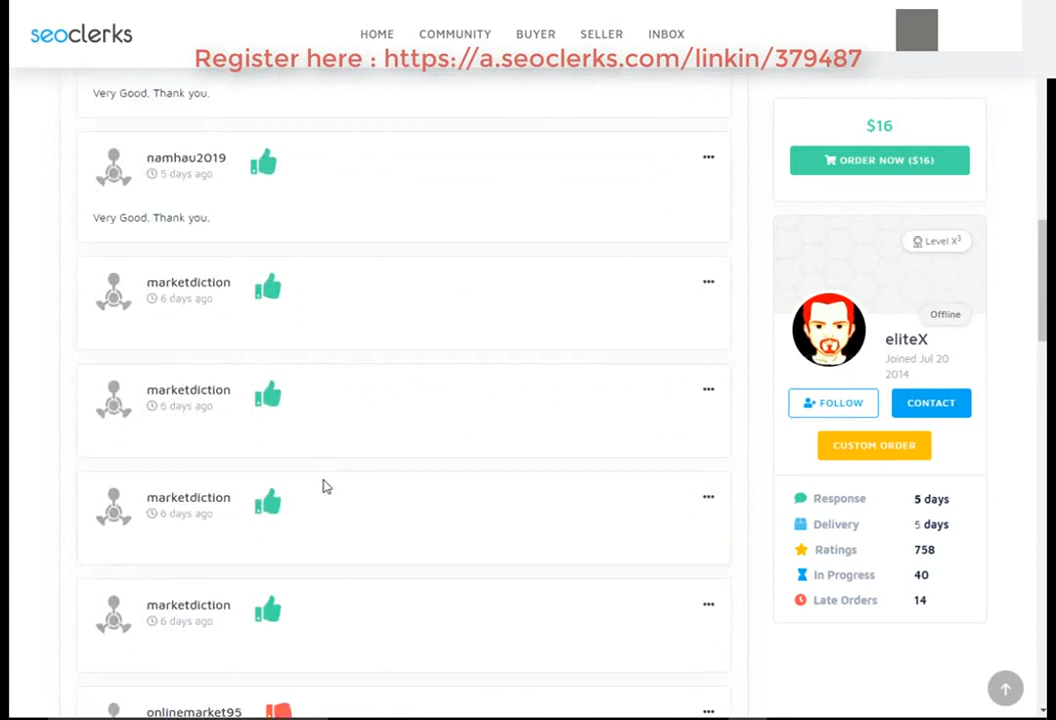 seoclerks
HOME
COMMUNITY
BUYER
SELLER
INBOX
Register here : https://a.seoclerks.com/linkin/379487
Very Good. Thank you.
namhau2019
5 days ago
Very Good. Thank you.
marketdiction
6 days ago
marketdiction
6 days ago
marketdiction
6 days ago
marketdiction
6 days ago
onlinemarket95
$16
ORDER NOW ($16)
Level X3
Offline
eliteX
Joined Jul 20
2014
FOLLOW
CONTACT
CUSTOM ORDER
Response 5 days
Delivery 5 days
Ratings 758
In Progress 40
Late Orders 14